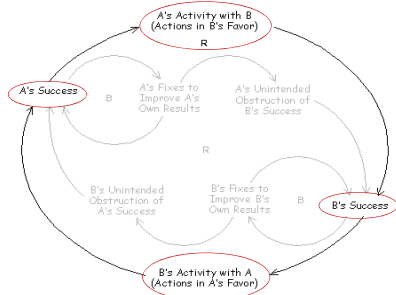 A's Activity with B
(Actions in B's Favor)
R
A's Success
B
A's Fixes to
Improve A's
Own Results
A's Unintended
Obstruction of
B's Success
R
B's Unintended
Obstruction of
A's Success
B's Fixes to
Improve B's
Own Results
B
B's Success
B's Activity with A
(Actions in A's Favor)